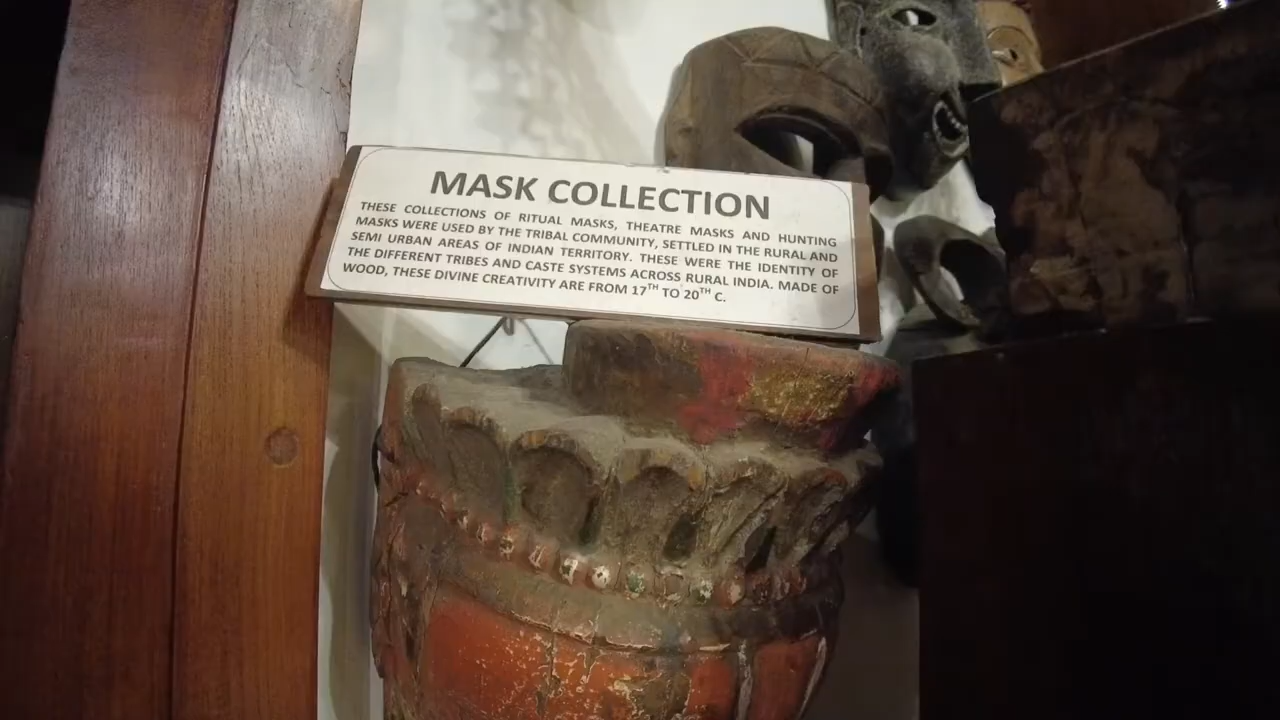 MASK COLLECTION
THESE COLLECTIONS OF RITUAL MASKS, THEATRE MASKS AND HUNTING
MASKS WERE USED BY THE TRIBAL COMMUNITY, SETTLED IN THE RURAL AND
SEMI URBAN AREAS OF INDIAN TERRITORY. THESE WERE THE IDENTITY OF
THE DIFFERENT TRIBES AND CASTE SYSTEMS ACROSS RURAL INDIA. MADE OF
WOOD, THESE DIVINE CREATIVITY ARE FROM 17TH TO 20TH C.